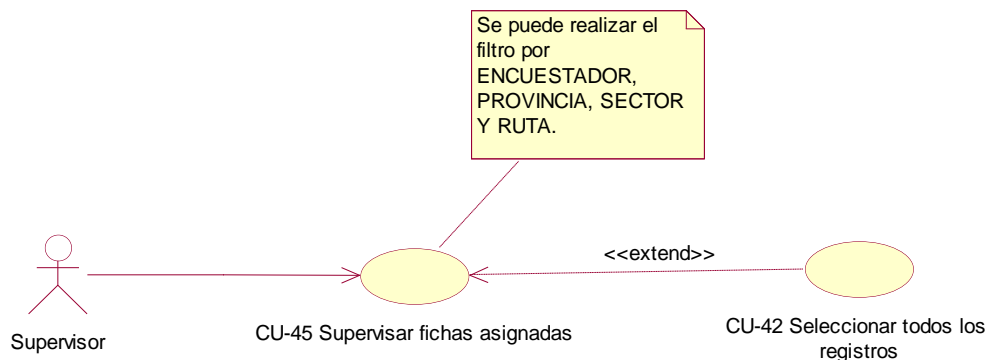 Se puede realizar el
filtro por
ENCUESTADOR,
PROVINCIA, SECTOR
Y RUTA.
<<extend>>
Supervisor
CU-45 Supervisar fichas asignadas
CU-42 Seleccionar todos los
registros